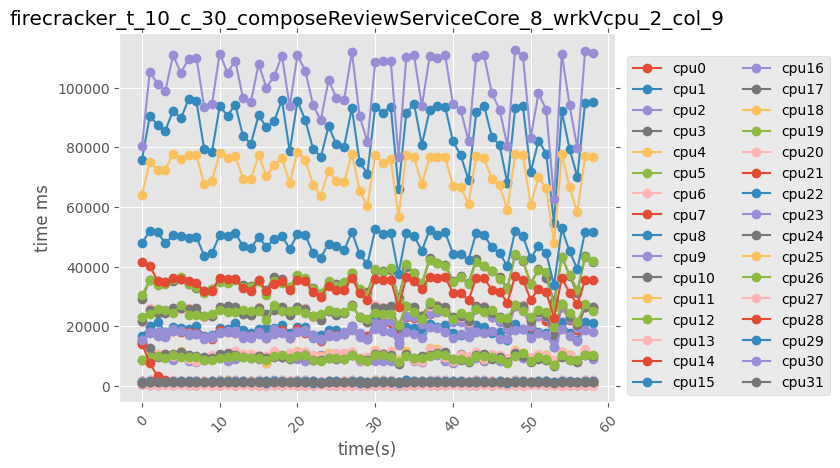 firecracker_t_10_c_30_composeReviewServiceCore_8_wrkVcpu_2_col_9
100000
80000
60000
40000
20000
0
time ms
0
10
20
30
40
50
60
time(s)
cpu0
cpu1
cpu2
cpu3
cpu4
cpu5
cpu6
cpu7
cpu8
cpu9
cpu10
cpu11
cpu12
cpu13
cpu14
cpu15
cpu16
cpu17
cpu18
cpu19
cpu20
cpu21
cpu22
cpu23
cpu24
cpu25
cpu26
cpu27
cpu28
cpu29
cpu30
cpu31